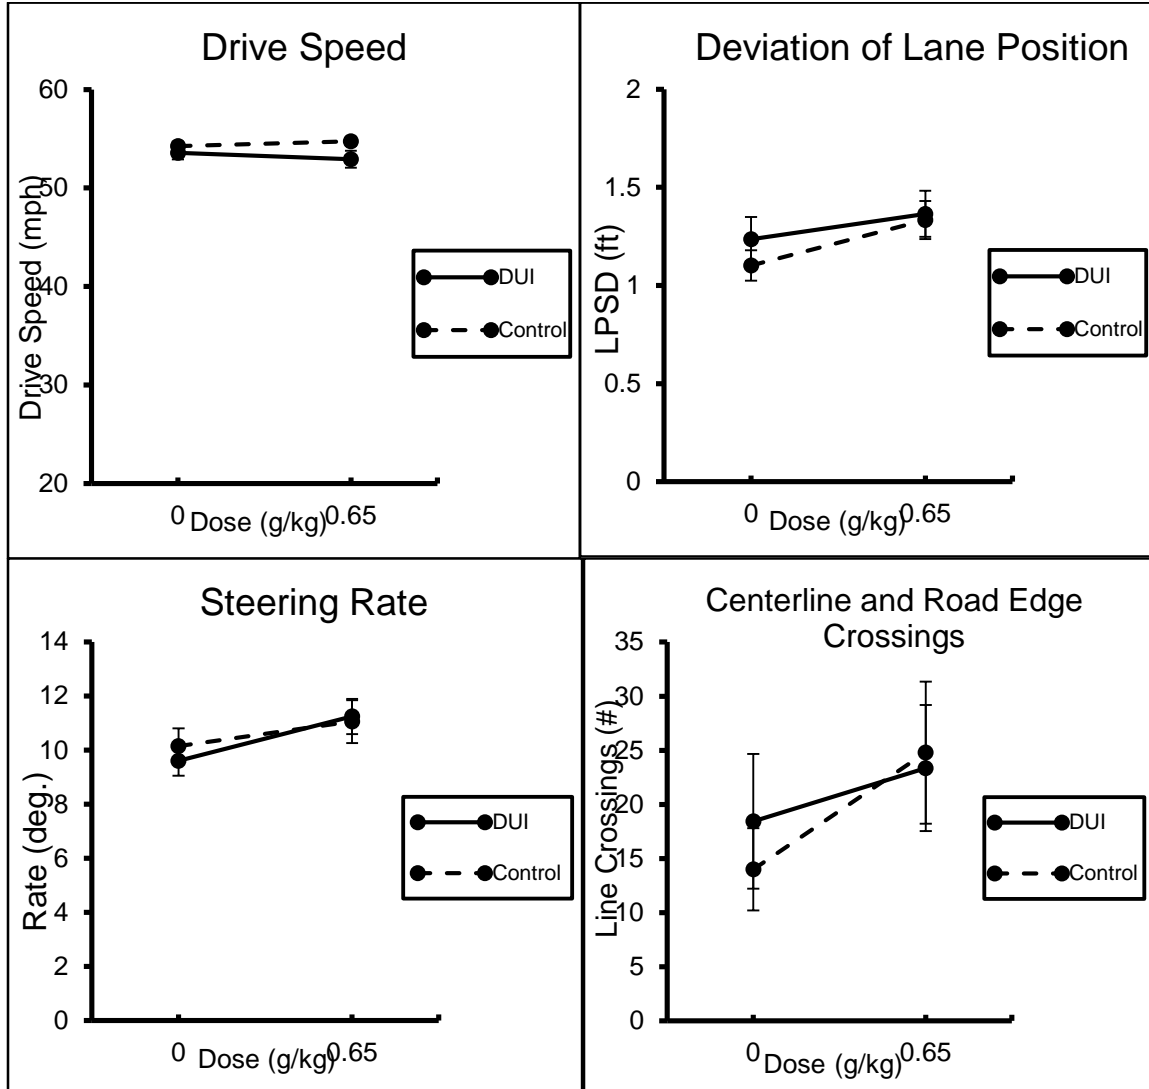 Drive Speed
60
50
40
30
20
Drive Speed (mph)
DUI
Control
0
0.65
Dose (g/kg)
Deviation of Lane Position
2
1.5
1
0.5
0
LPSD (ft)
DUI
Control
0
0.65
Dose (g/kg)
Steering Rate
14
12
10
8
6
4
2
0
Rate (deg.)
DUI
Control
0
0.65
Dose (g/kg)
Centerline and Road Edge
Crossings
35
30
25
20
15
10
5
0
Line Crossings (#)
DUI
Control
0
0.65
Dose (g/kg)